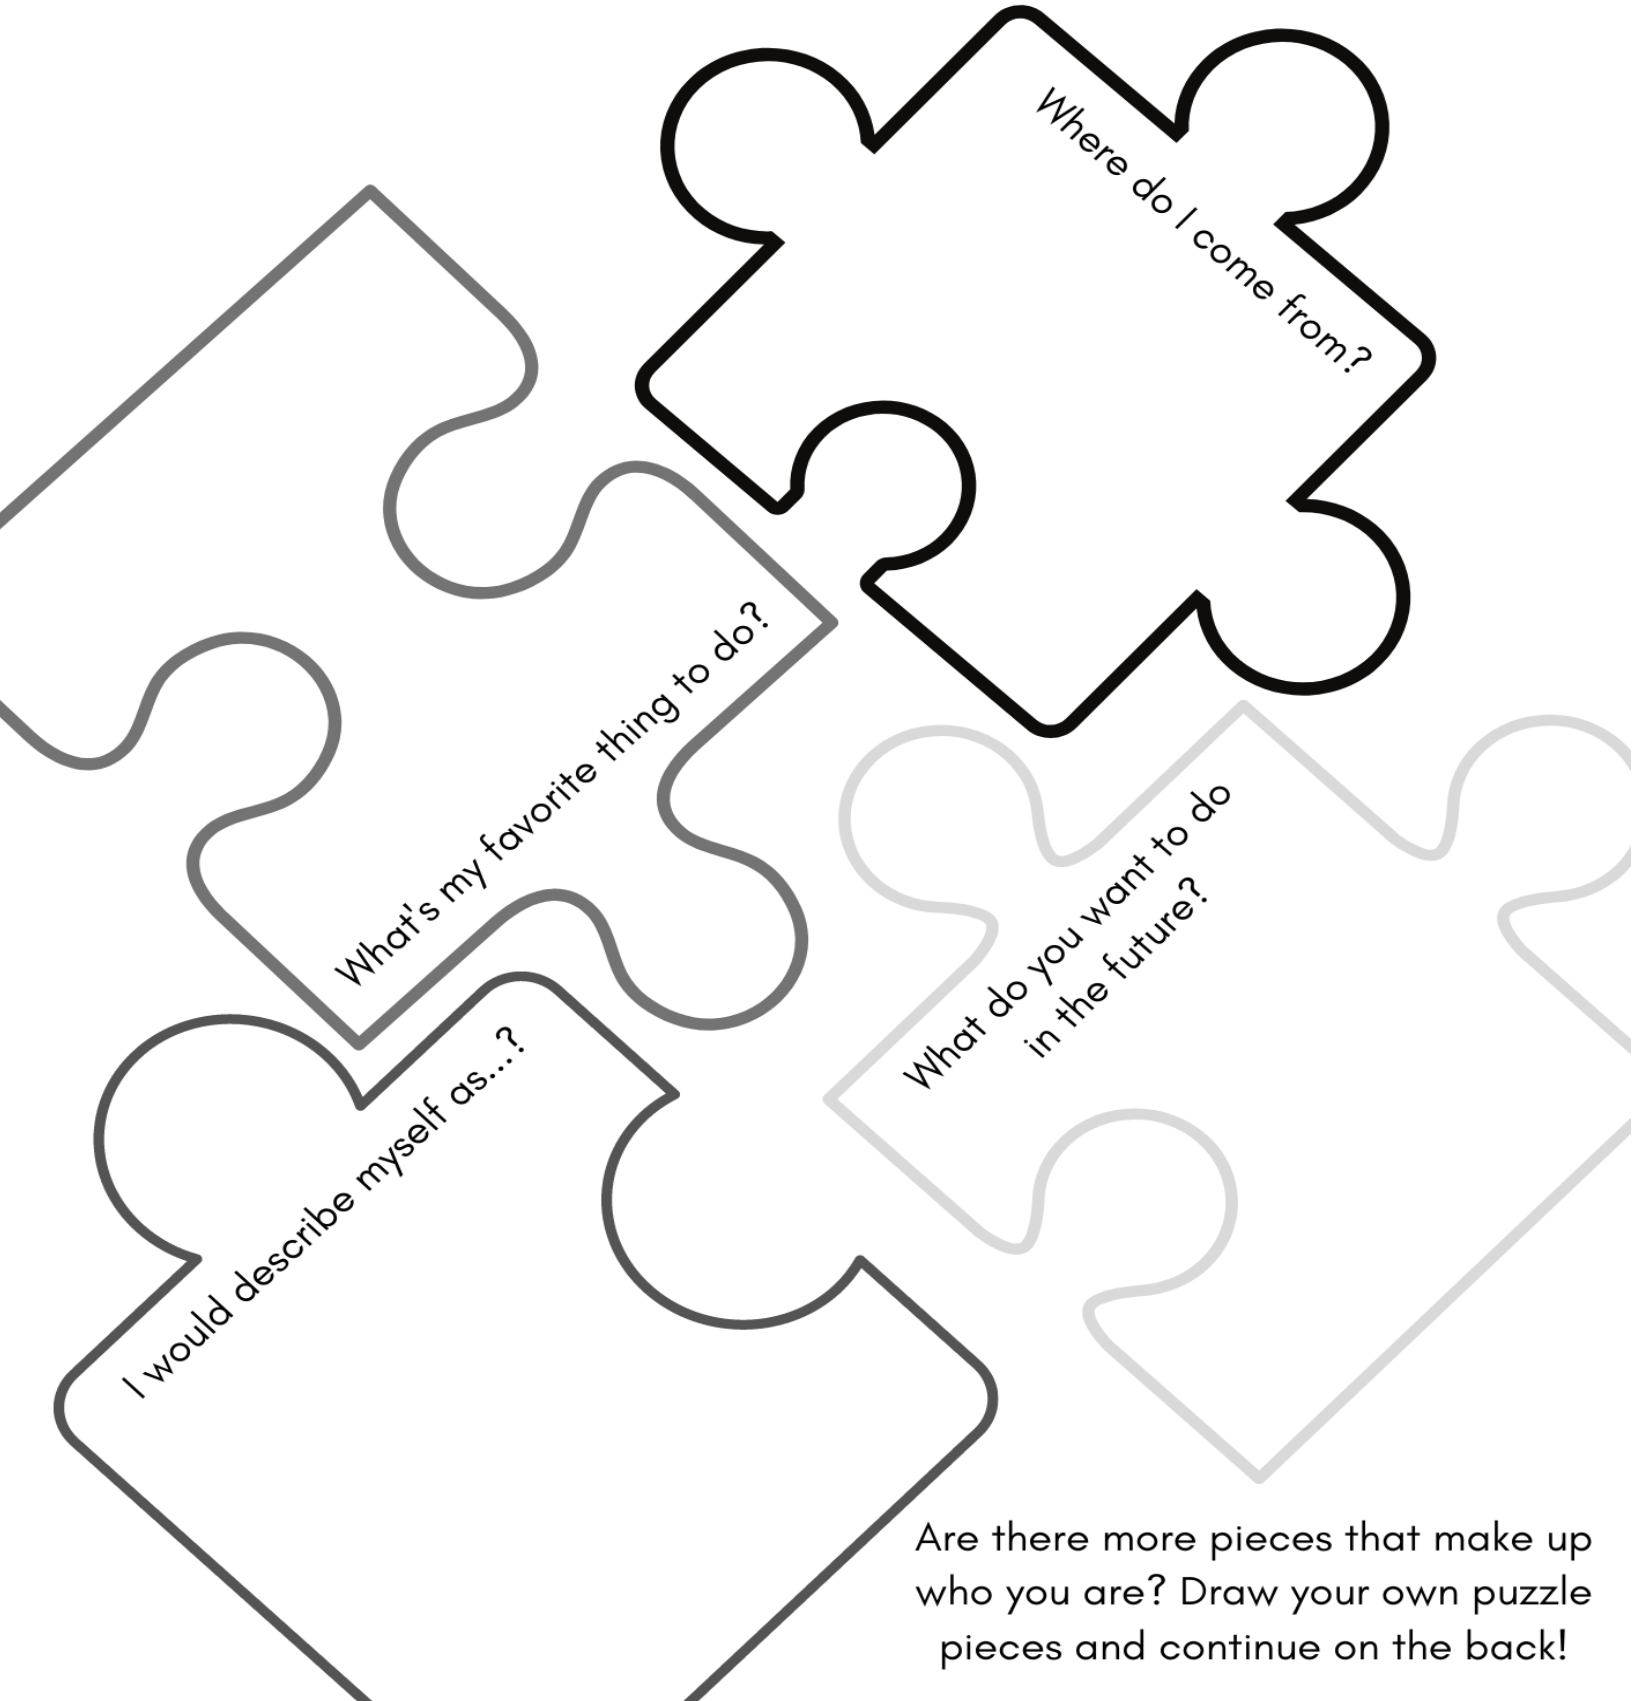 Where do I come from?
What's my favorite thing to do?
What do you want to do
in the future?
I would describe myself as...?
Are there more pieces that make up
who you are? Draw your own puzzle
pieces and continue on the back!